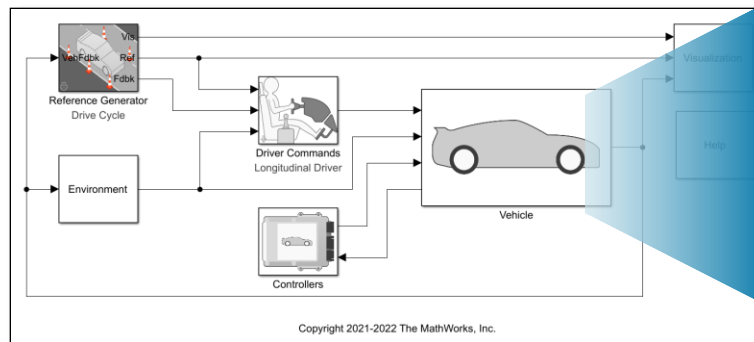 Vis
VehFdbk
Ref
Fdbk
Visualization
Reference Generator
Drive Cycle
Driver Commands
Longitudinal Driver
Environment
Help
Vehicle
Controllers
Copyright 2021-2022 The MathWorks, Inc.